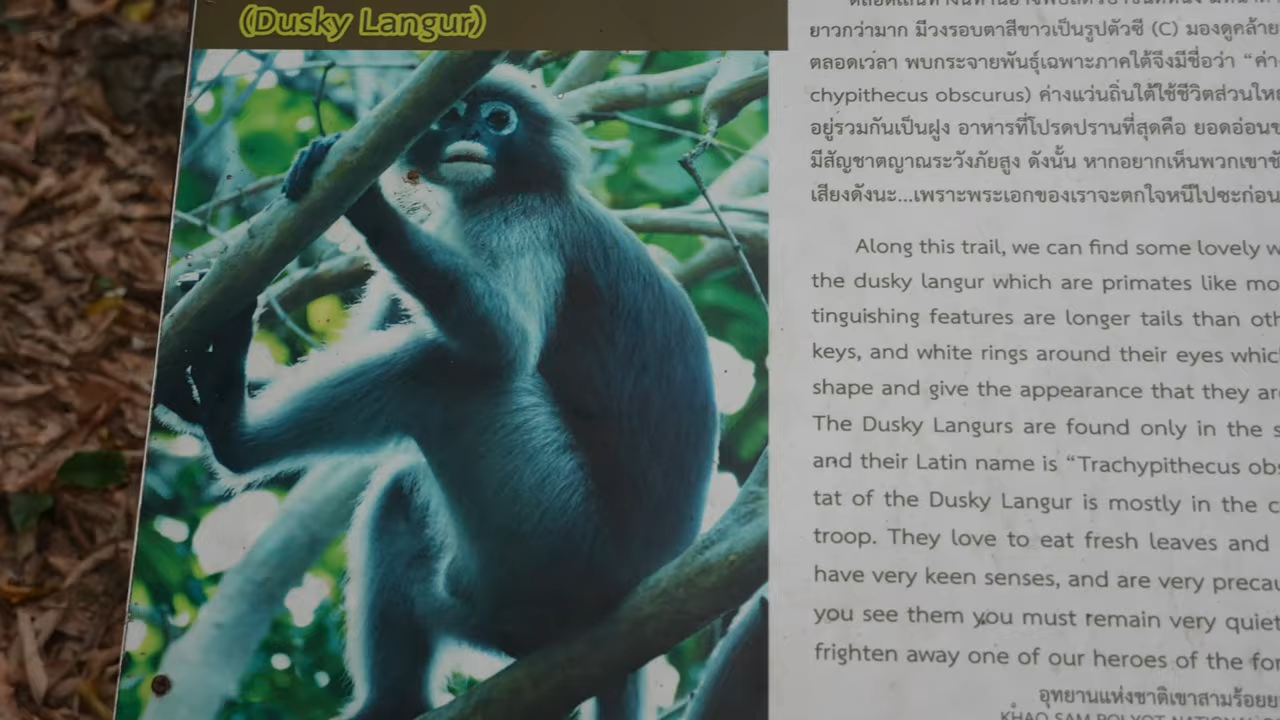 (Dusky Langur)
ยาวกว่ามาก มีวงรอบตาสีขาวเป็นรูปตัวซี (C) มองดูคล้าย
ตลอดเวลา พบกระจายพันธุ์เฉพาะภาคใต้จึงมีชื่อว่า “ค่าง
chypithecus obscurus) ค่างแว่นถิ่นใต้ใช้ชีวิตส่วนให
อยู่รวมกันเป็นฝูง อาหารที่โปรดปรานที่สุดคือ ยอดอ่อน
มีสัญชาตญาณระวังภัยสูง ดังนั้น หากอยากเห็นพวกเขา
เสียงดังนะ...เพราะพระเอกของเราจะตกใจหนีไปซะก่อน
Along this trail, we can find some lovely w
the dusky langur which are primates like mo
tinguishing features are longer tails than oth
keys, and white rings around their eyes whic
shape and give the appearance that they are
The Dusky Langurs are found only in the s
and their Latin name is “Trachypithecus obs
tat of the Dusky Langur is mostly in the c
troop. They love to eat fresh leaves and
have very keen senses, and are very precau
you see them you must remain very quiet
frighten away one of our heroes of the for
อุทยานแห่งชาติเขาสามร้อยย
KHAO SAM ROI YOT NATIONAL